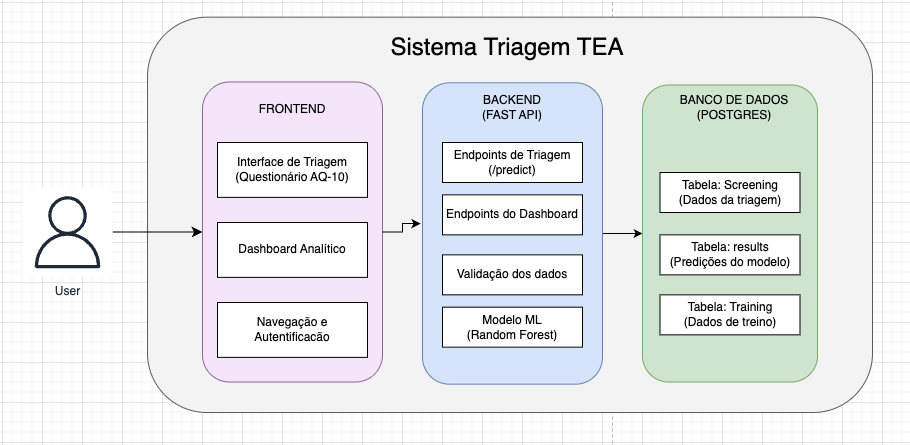 Sistema Triagem TEA
FRONTEND
Interface de Triagem
(Questionário AQ-10)
Dashboard Analítico
Navegação e
Autentificacão
BACKEND
(FAST API)
Endpoints de Triagem
(/predict)
Endpoints do Dashboard
Validação dos dados
Modelo ML
(Random Forest)
BANCO DE DADOS
(POSTGRES)
Tabela: Screening
(Dados da triagem)
Tabela: results
(Predições do modelo)
Tabela: Training
(Dados de treino)
User